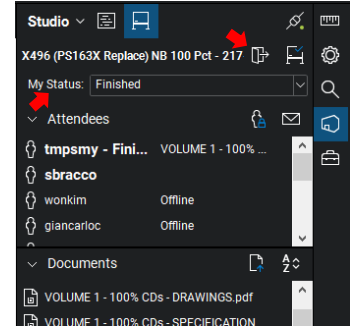 Studio
X496 (PS163X Replace) NB 100 Pct - 217
My Status: Finished
Attendees
tmpsmy - Fini... VOLUME 1 - 100% ...
sbracco
wonkim Offline
giancarloc Offline
Documents
VOLUME 1 - 100% CDs - DRAWINGS.pdf
VOLUME 1 - 100% CDs - SPECIFICATION